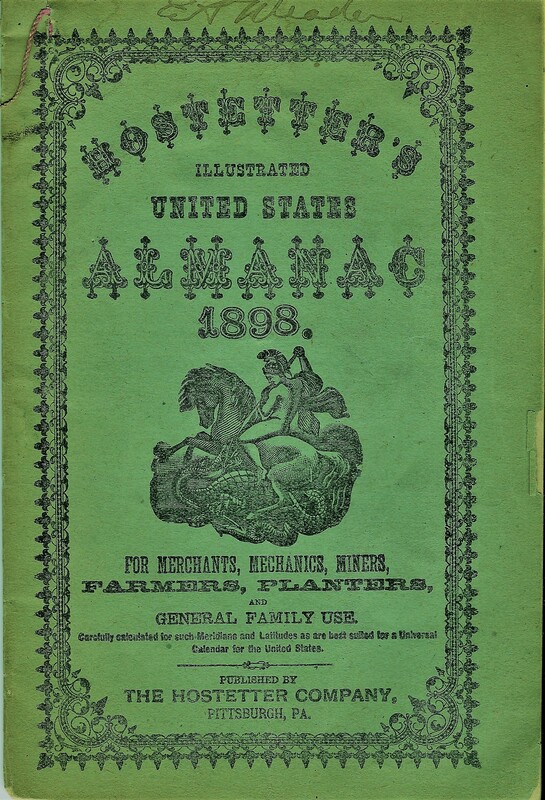 HOSTETTER'S
ILLUSTRATED
UNITED STATES
ALMANAC
1898.
FOR MERCHANTS, MECHANICS, MINERS,
FARMERS, PLANTERS,
AND
GENERAL FAMILY USE.
Carefully calculated for such Meridians and Latitudes as are best suited for a Universal
Calendar for the United States.
PUBLISHED BY
THE HOSTETTER COMPANY,
PITTSBURGH, PA.